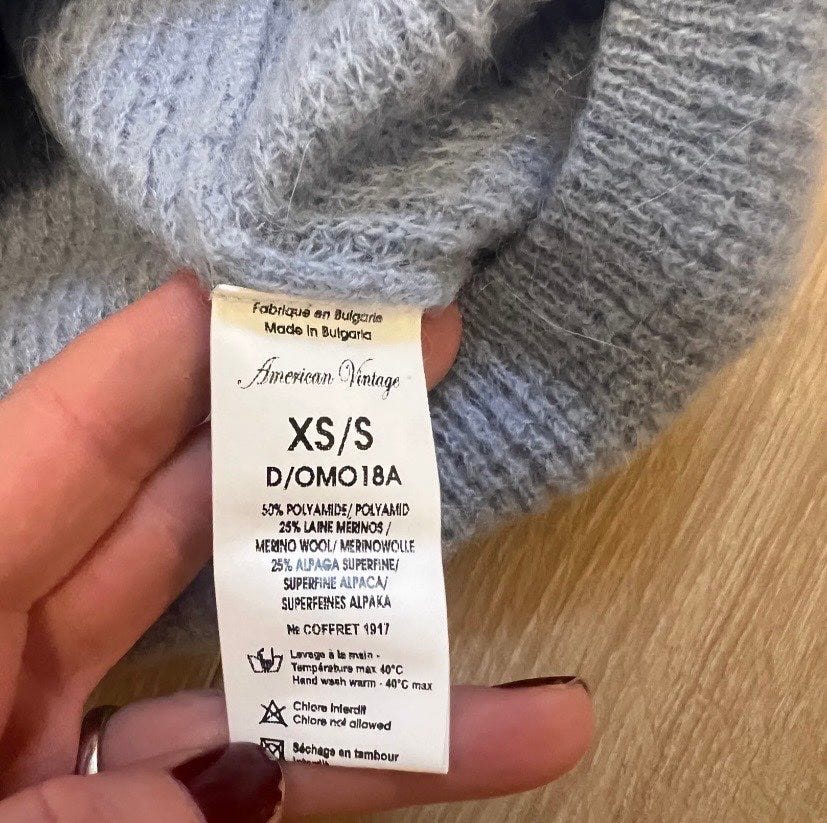 Fabriqué en Bulgarie
Made in Bulgaria
American Vintage
XS/S
D/OMO18A
50% POLYAMIDE/ POLYAMID
25% LAINE MERINOS /
MERINO WOOL/ MERINOWOLLE
25% ALPAGA SUPERFINE/
SUPERFINE ALPACA/
SUPERFEINES ALPAKA
№ COFFRET 1917
Lavage à la main -
Température max 40°C
Hand wash warm - 40°C max
Chlore interdit
Chlore not allowed
Séchage en tambour